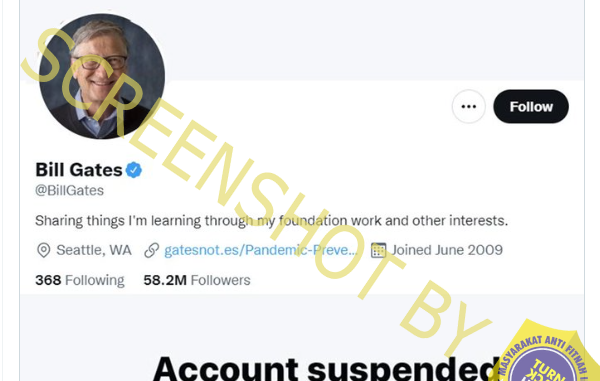 SCREENSHOT BY
Follow
Bill Gates
@BillGates
Sharing things I'm learning through my foundation work and other interests.
Seattle, WA gatesnot.es/Pandemic-Preve... Joined June 2009
368 Following 58.2M Followers
Account suspended
MASYARAKAT ANTI FITNAH
TURN